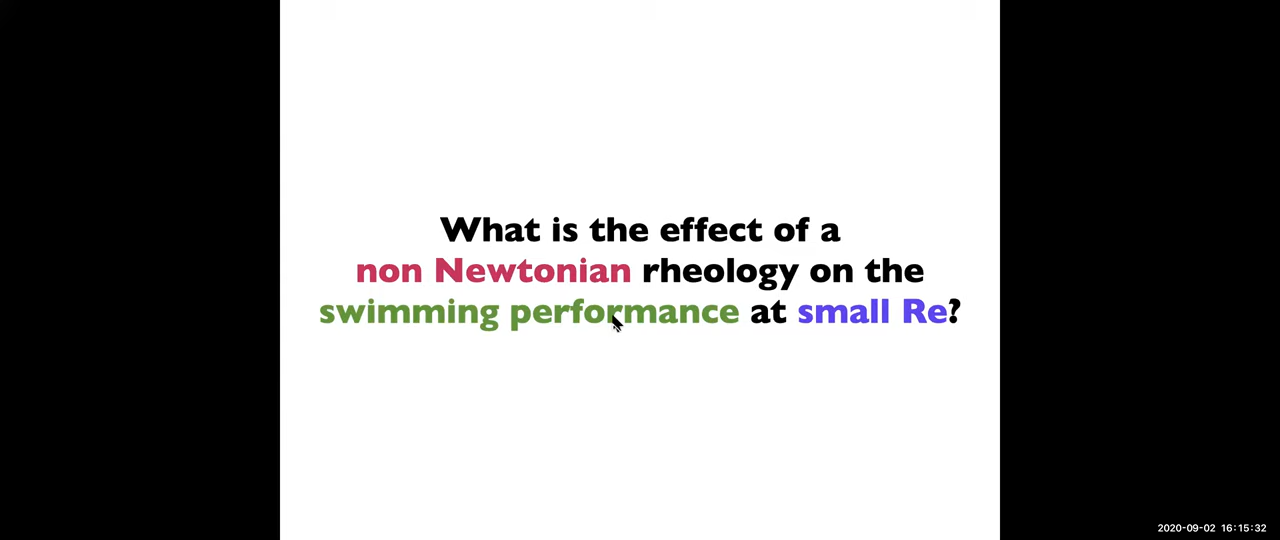 What is the effect of a
non Newtonian rheology on the
swimming performance at small Re?
2020-09-02 16:15:32